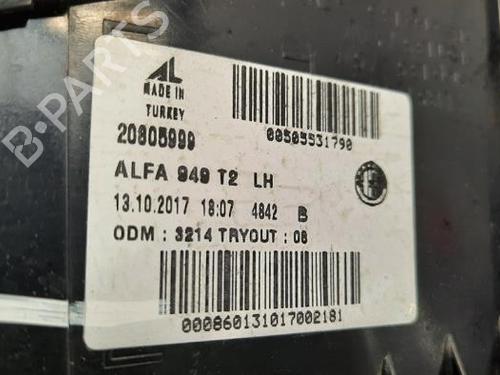 AL
MADE IN
TURKEY
20805999
00505531790
ALFA 949 T2 LH
13.10.2017 18:07 4842 B
ODM : 3214 TRYOUT : 08
000860131017002181
B-PARTS